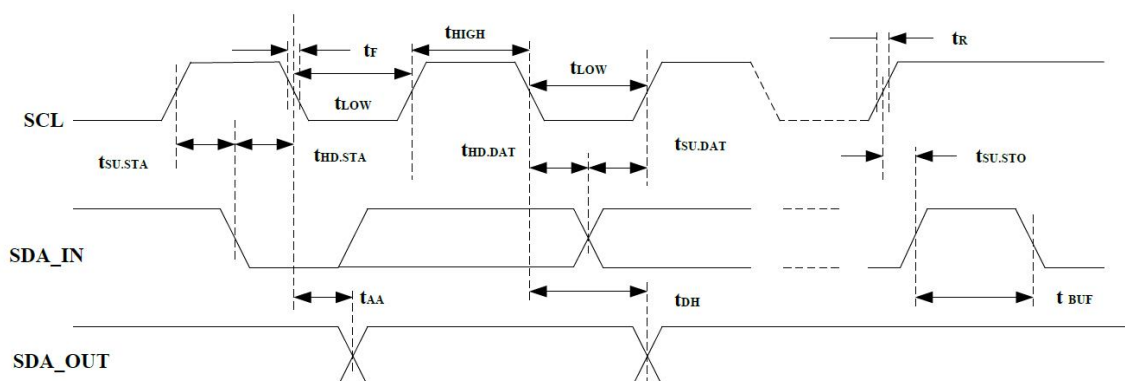 tF
tHIGH
tR
tLOW
tLOW
SCL
tSU.STA
tHD.STA
tHD.DAT
tSU.DAT
tSU.STO
SDA_IN
tAA
tDH
t BUF
SDA_OUT